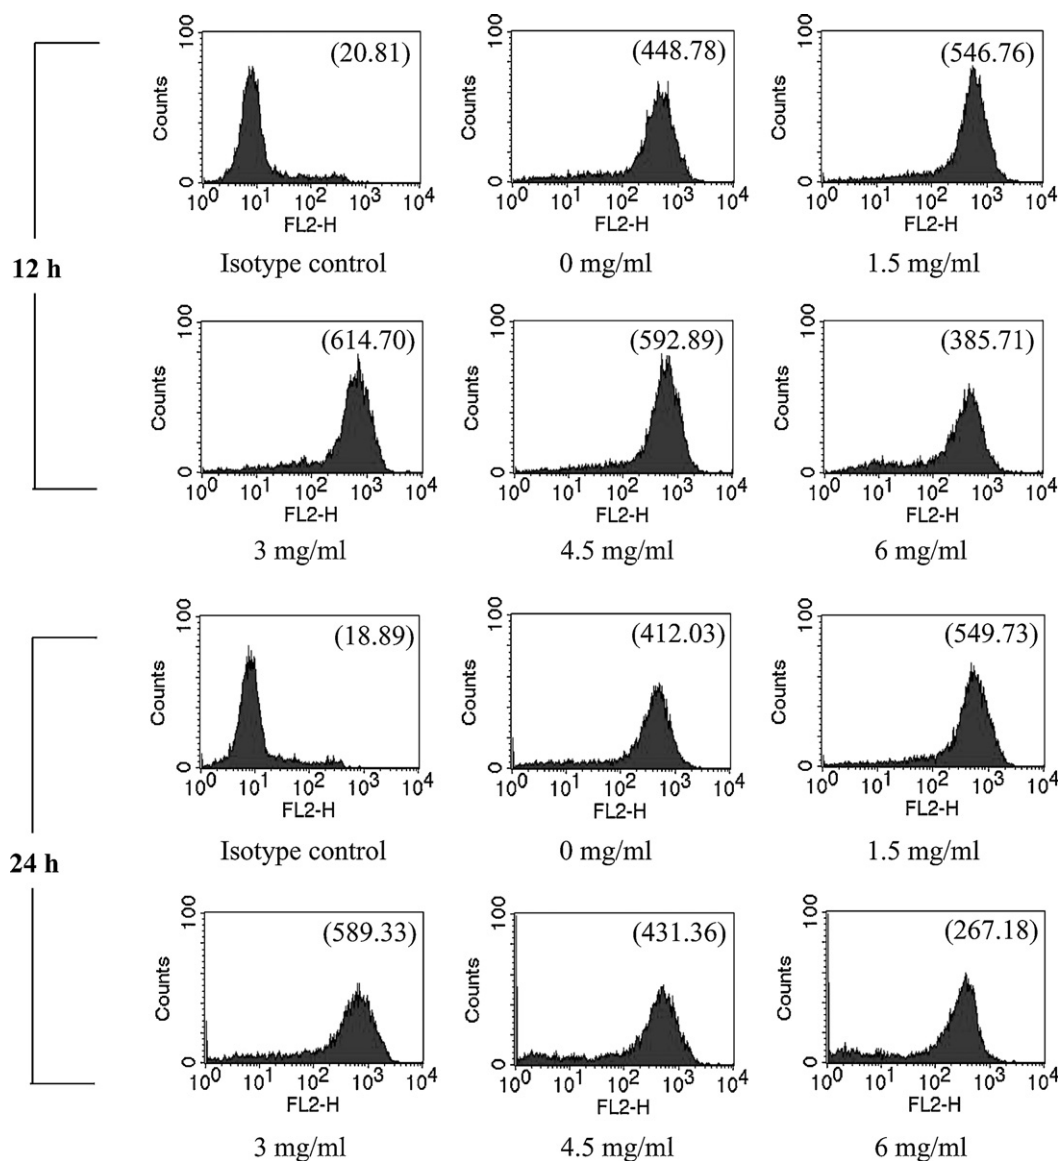 12 h
100
(20.81)
Counts
0
10^0 10^1 10^2 10^3 10^4
FL2-H
Isotype control
100
(448.78)
Counts
0
10^0 10^1 10^2 10^3 10^4
FL2-H
0 mg/ml
100
(546.76)
Counts
0
10^0 10^1 10^2 10^3 10^4
FL2-H
1.5 mg/ml
100
(614.70)
Counts
0
10^0 10^1 10^2 10^3 10^4
FL2-H
3 mg/ml
100
(592.89)
Counts
0
10^0 10^1 10^2 10^3 10^4
FL2-H
4.5 mg/ml
100
(385.71)
Counts
0
10^0 10^1 10^2 10^3 10^4
FL2-H
6 mg/ml
24 h
100
(18.89)
Counts
0
10^0 10^1 10^2 10^3 10^4
FL2-H
Isotype control
100
(412.03)
Counts
0
10^0 10^1 10^2 10^3 10^4
FL2-H
0 mg/ml
100
(549.73)
Counts
0
10^0 10^1 10^2 10^3 10^4
FL2-H
1.5 mg/ml
100
(589.33)
Counts
0
10^0 10^1 10^2 10^3 10^4
FL2-H
3 mg/ml
100
(431.36)
Counts
0
10^0 10^1 10^2 10^3 10^4
FL2-H
4.5 mg/ml
100
(267.18)
Counts
0
10^0 10^1 10^2 10^3 10^4
FL2-H
6 mg/ml